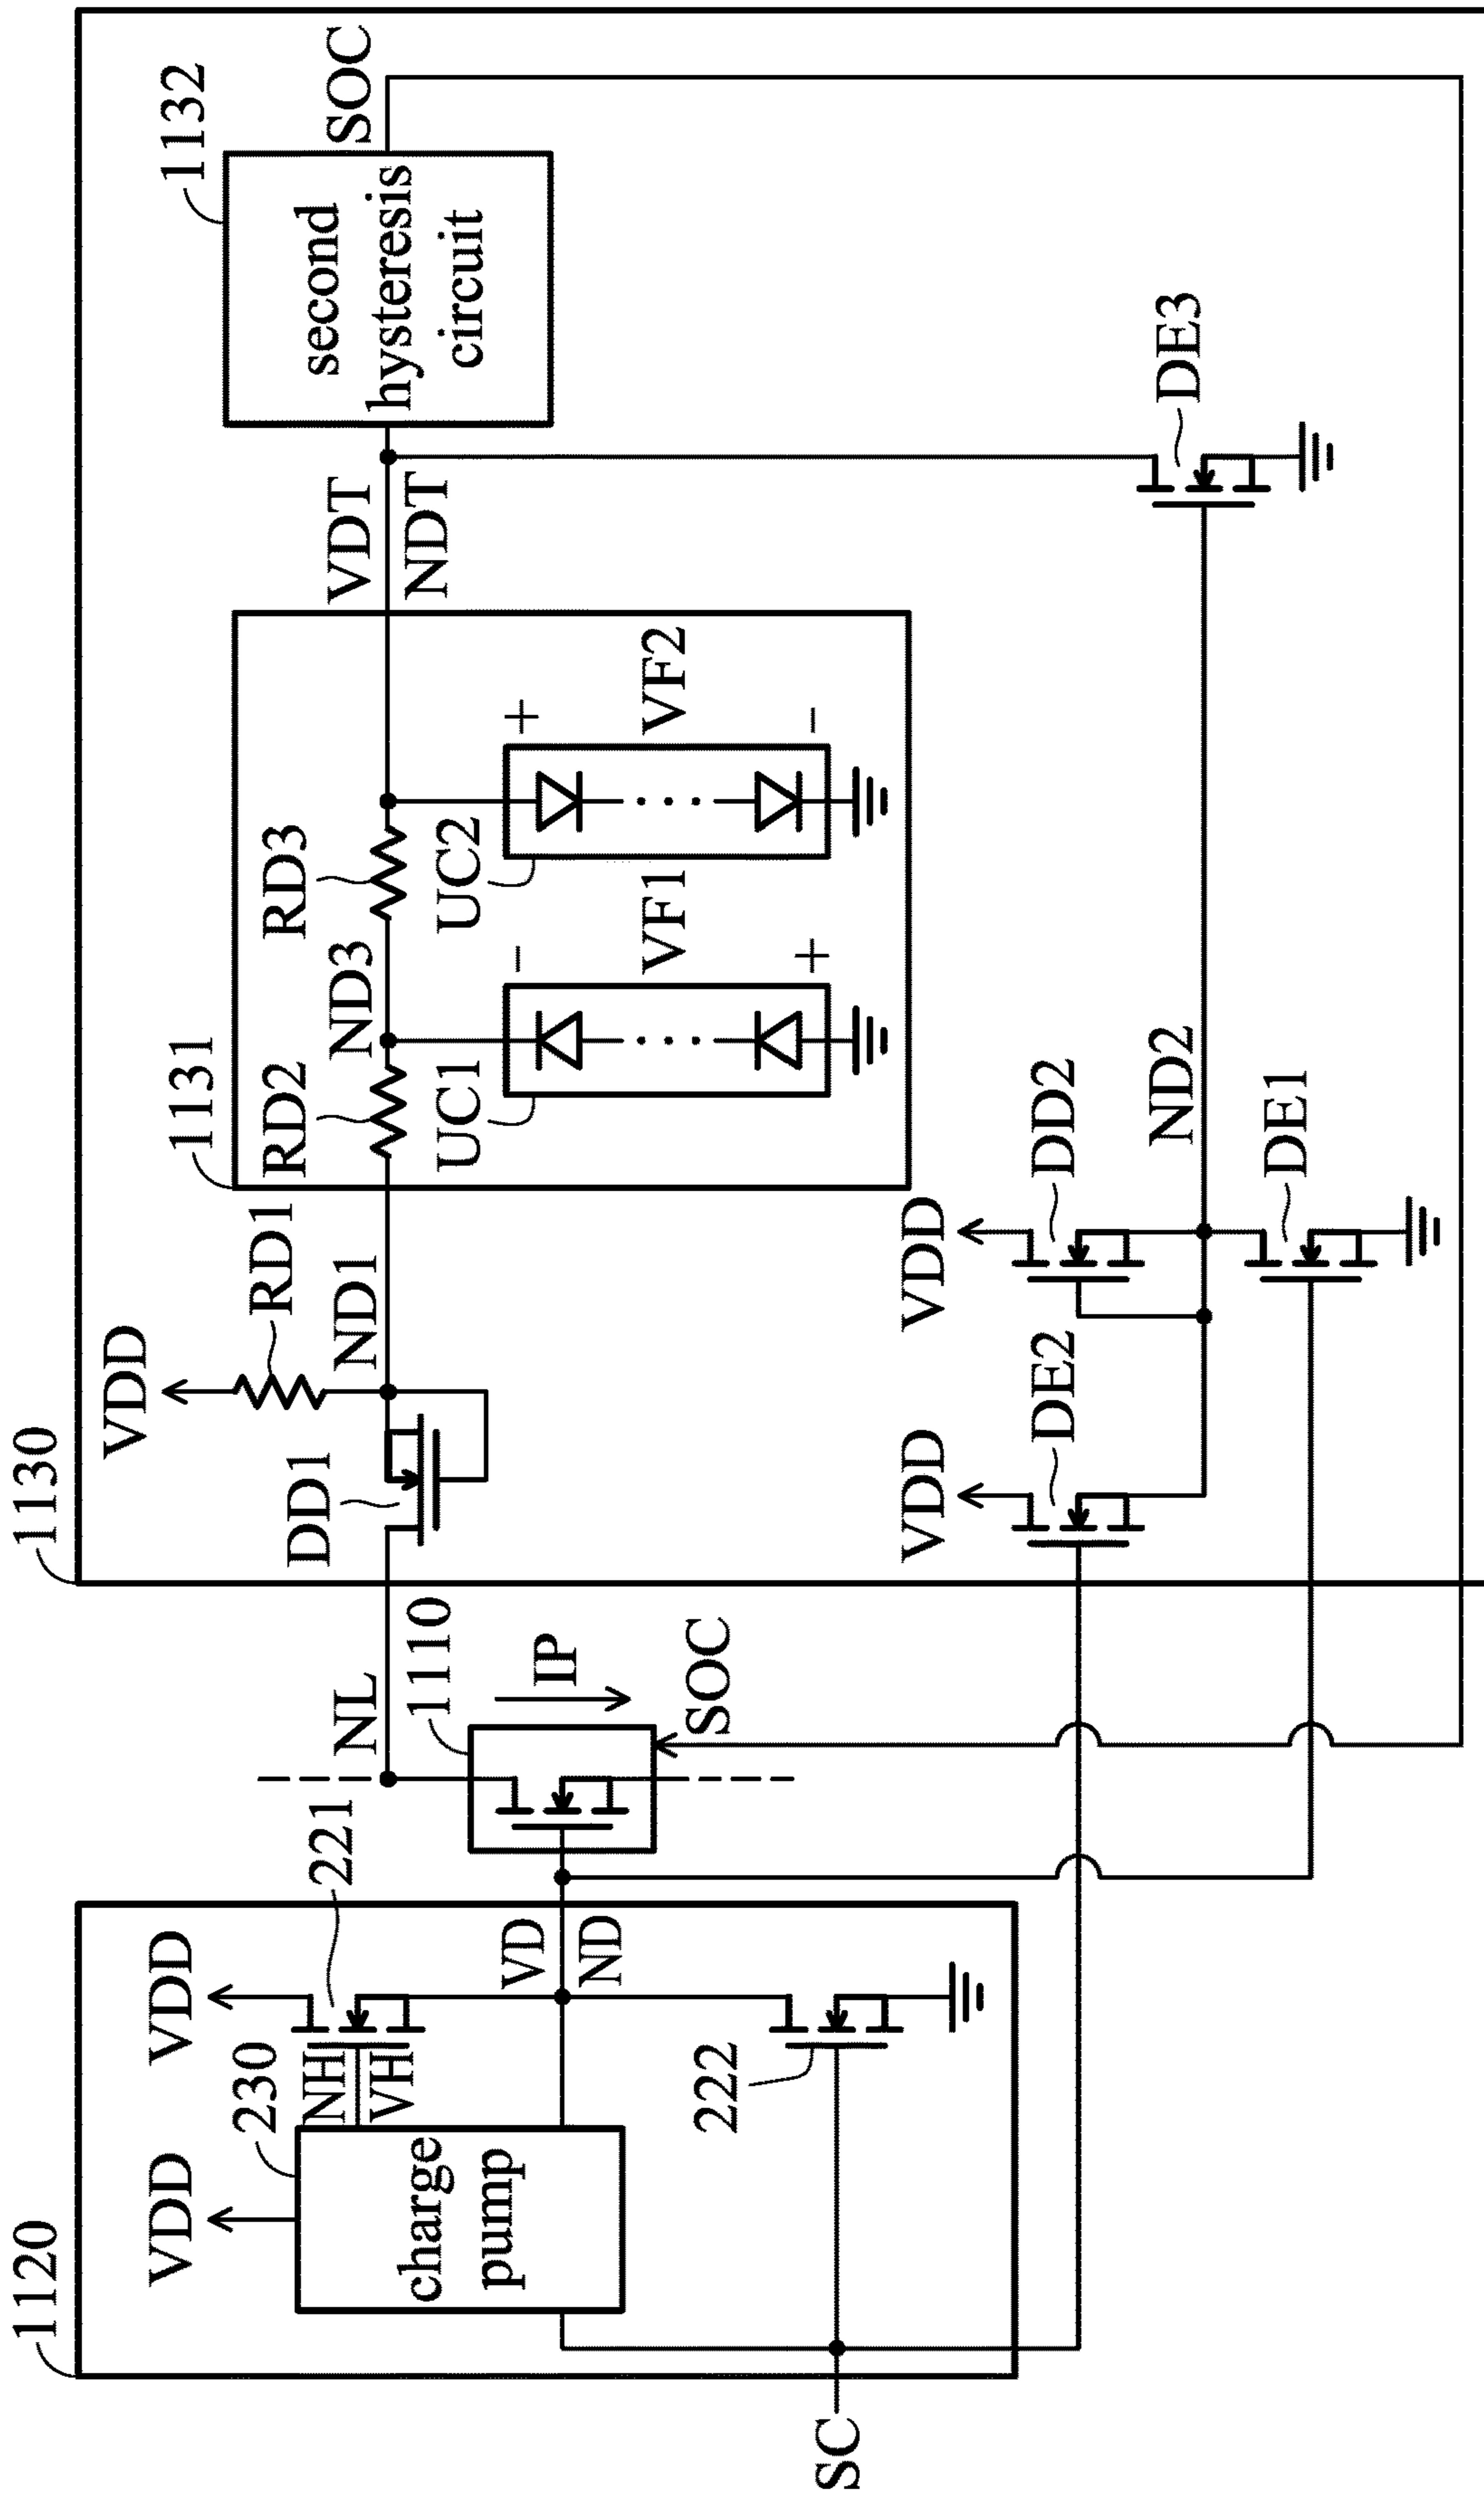 1120
VDD
230
VDD
NH
VH
221
charge
pump
VD
ND
222
SC
NL
1110
IP
SOC
1130
VDD
RD1
DD1
ND1
1131
RD2
ND3
RD3
UC1
-
VF1
+
UC2
+
VF2
-
VDT
NDT
1132
second
hysteresis
circuit
SOC
VDD
DE2
VDD
DD2
ND2
DE1
DE3